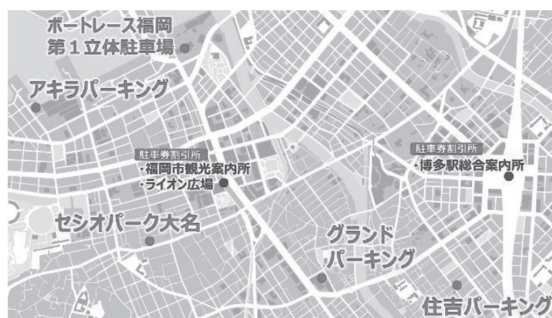 ボートレース福岡
第1立体駐車場
アキラパーキング
駐車券割引所
・福岡市観光案内所
・ライオン広場
駐車券割引所
・博多駅総合案内所
セシオパーク大名
グランド
パーキング
住吉パーキング